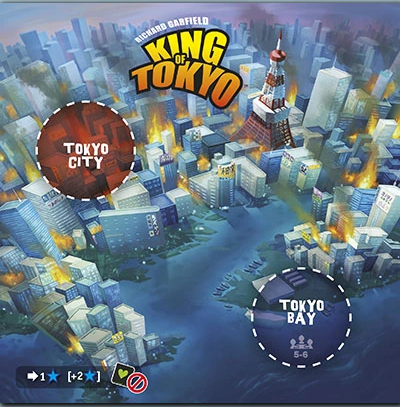 RICHARD GARFIELD
KING
OF
TOKYO
TOKYO
CITY
TOKYO
BAY
5-6
1 [+2]